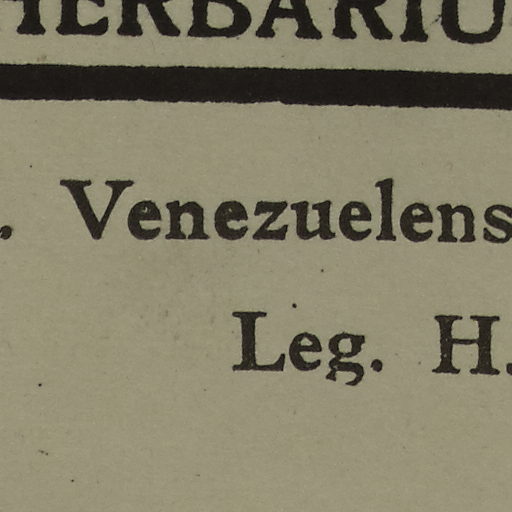 HERBARIU
. Venezuelens
Leg. H.